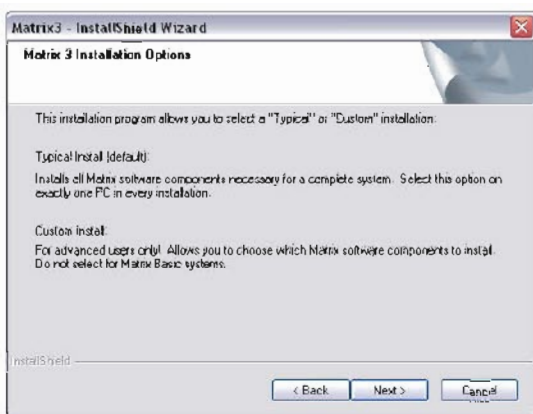 Matrix3 - InstallShield Wizard
Matrix 3 Installation Options
This installation program allows you to select a "Typical" or "Custom" installation:
Typical Install (default):
Installs all Matrix software components necessary for a complete system. Select this option on
exactly one PC in every installation.
Custom install:
For advanced users only! Allows you to choose which Matrix software components to install.
Do not select for Matrix Basic systems.
InstallShield
< Back
Next >
Cancel